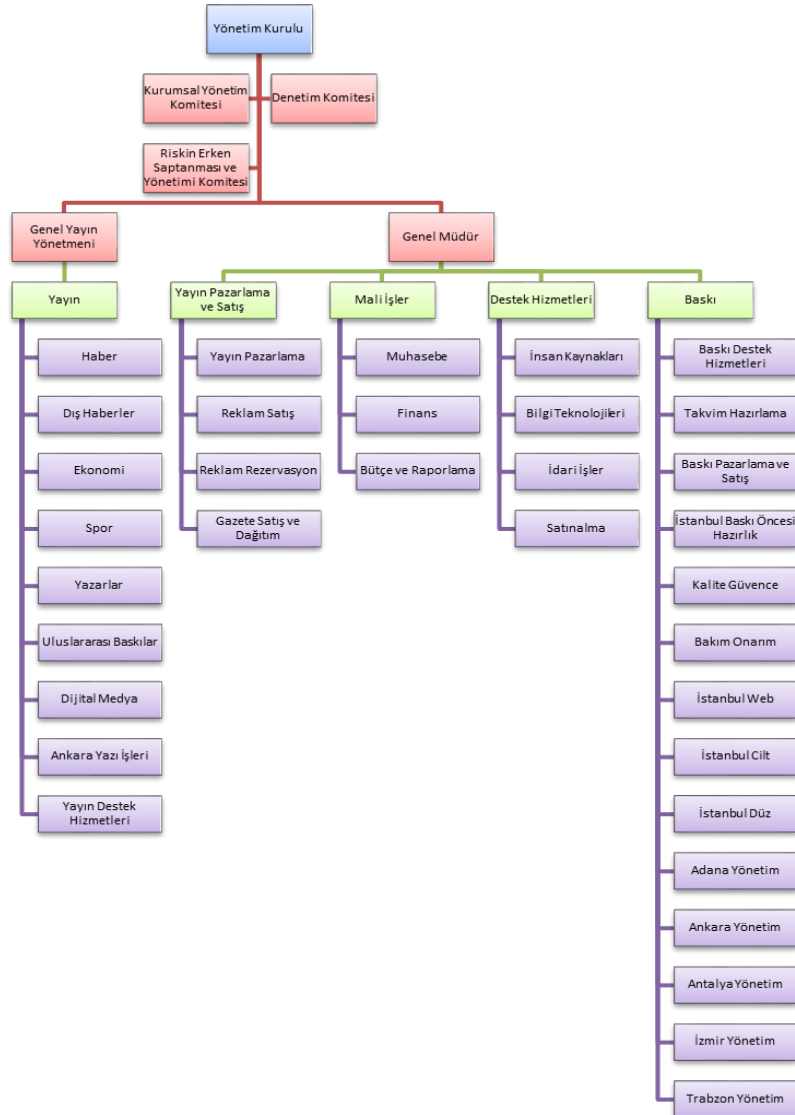 Yönetim Kurulu
Kurumsal Yönetim
Komitesi
Denetim Komitesi
Riskin Erken
Saptanması ve
Yönetimi Komitesi
Genel Yayın
Yönetmeni
Genel Müdür
Yayın
Yayın Pazarlama
ve Satış
Mali İşler
Destek Hizmetleri
Baskı
Haber
Dış Haberler
Ekonomi
Spor
Yazarlar
Uluslararası Baskılar
Dijital Medya
Ankara Yazı İşleri
Yayın Destek
Hizmetleri
Yayın Pazarlama
Reklam Satış
Reklam Rezervasyon
Gazete Satış ve
Dağıtım
Muhasebe
Finans
Bütçe ve Raporlama
İnsan Kaynakları
Bilgi Teknolojileri
İdari İşler
Satınalma
Baskı Destek
Hizmetleri
Takvim Hazırlama
Baskı Pazarlama ve
Satış
İstanbul Baskı Öncesi
Hazırlık
Kalite Güvence
Bakım Onarım
İstanbul Web
İstanbul Cilt
İstanbul Düz
Adana Yönetim
Ankara Yönetim
Antalya Yönetim
İzmir Yönetim
Trabzon Yönetim